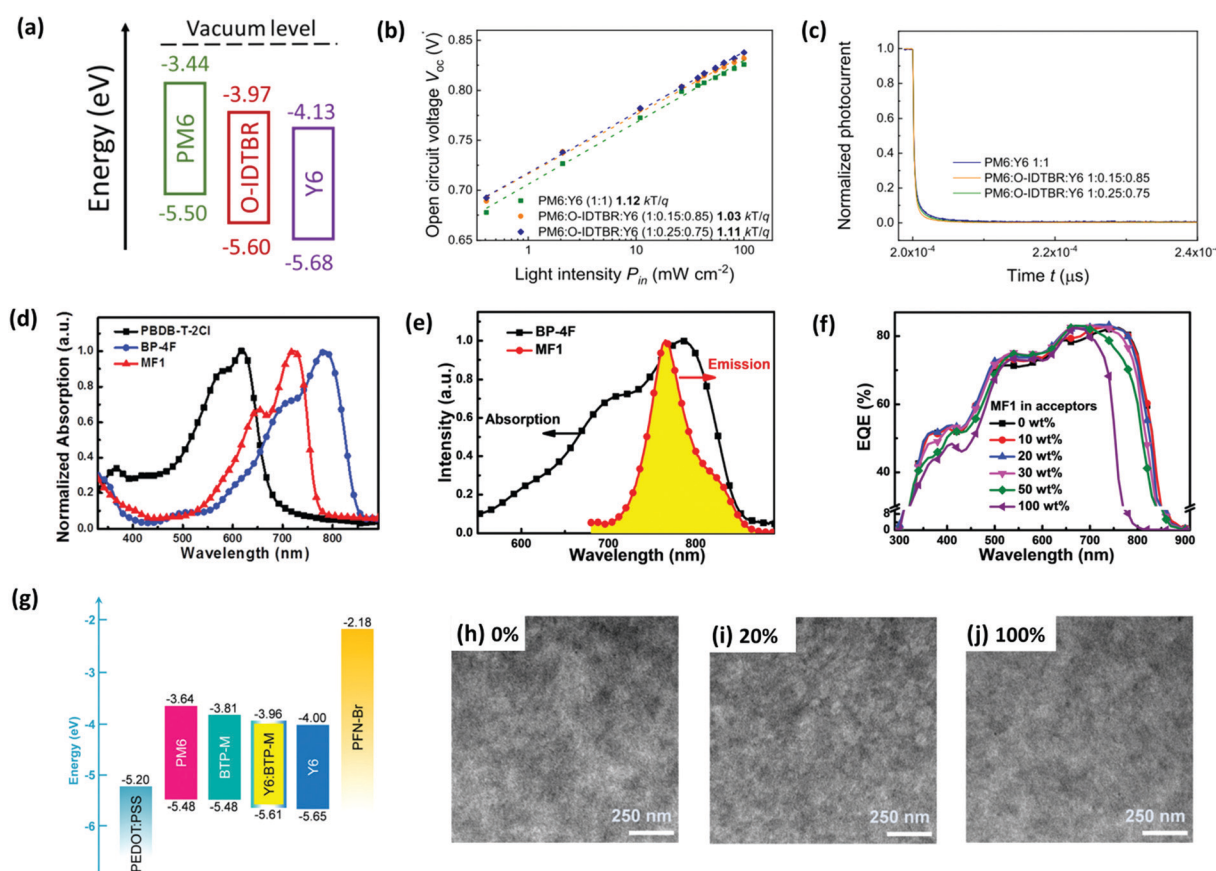 (a)
Vacuum level
Energy (eV)
-3.44
PM6
-5.50
-3.97
O-IDTBR
-5.60
-4.13
Y6
-5.68
(b)
Open circuit voltage Voc (V)
0.85
0.80
0.75
0.70
0.65
PM6:Y6 (1:1) 1.12 kT/q
PM6:O-IDTBR:Y6 (1:0.15:0.85) 1.03 kT/q
PM6:O-IDTBR:Y6 (1:0.25:0.75) 1.11 kT/q
1 10 100
Light intensity Pin (mW cm⁻²)
(c)
Normalized photocurrent
1.0
0.8
0.6
0.4
0.2
0.0
PM6:Y6 1:1
PM6:O-IDTBR:Y6 1:0.15:0.85
PM6:O-IDTBR:Y6 1:0.25:0.75
2.0×10⁻⁴ 2.2×10⁻⁴ 2.4×10⁻⁴
Time t (μs)
(d)
Normalized Absorption (a.u.)
1.0
0.8
0.6
0.4
0.2
0.0
PBDB-T-2Cl
BP-4F
MF1
400 500 600 700 800
Wavelength (nm)
(e)
Intensity (a.u.)
1.0
0.8
0.6
0.4
0.2
0.0
BP-4F
MF1
Emission
Absorption
600 700 800
Wavelength (nm)
(f)
EQE (%)
80
60
40
8
0
MF1 in acceptors
0 wt%
10 wt%
20 wt%
30 wt%
50 wt%
100 wt%
300 400 500 600 700 800 900
Wavelength (nm)
(g)
Energy (eV)
-2
-3
-4
-5
-6
-5.20
PEDOT:PSS
-3.64
PM6
-5.48
-3.81
BTP-M
-5.48
-3.96
Y6:BTP-M
-5.61
-4.00
Y6
-5.65
-2.18
PFN-Br
(h) 0%
250 nm
(i) 20%
250 nm
(j) 100%
250 nm